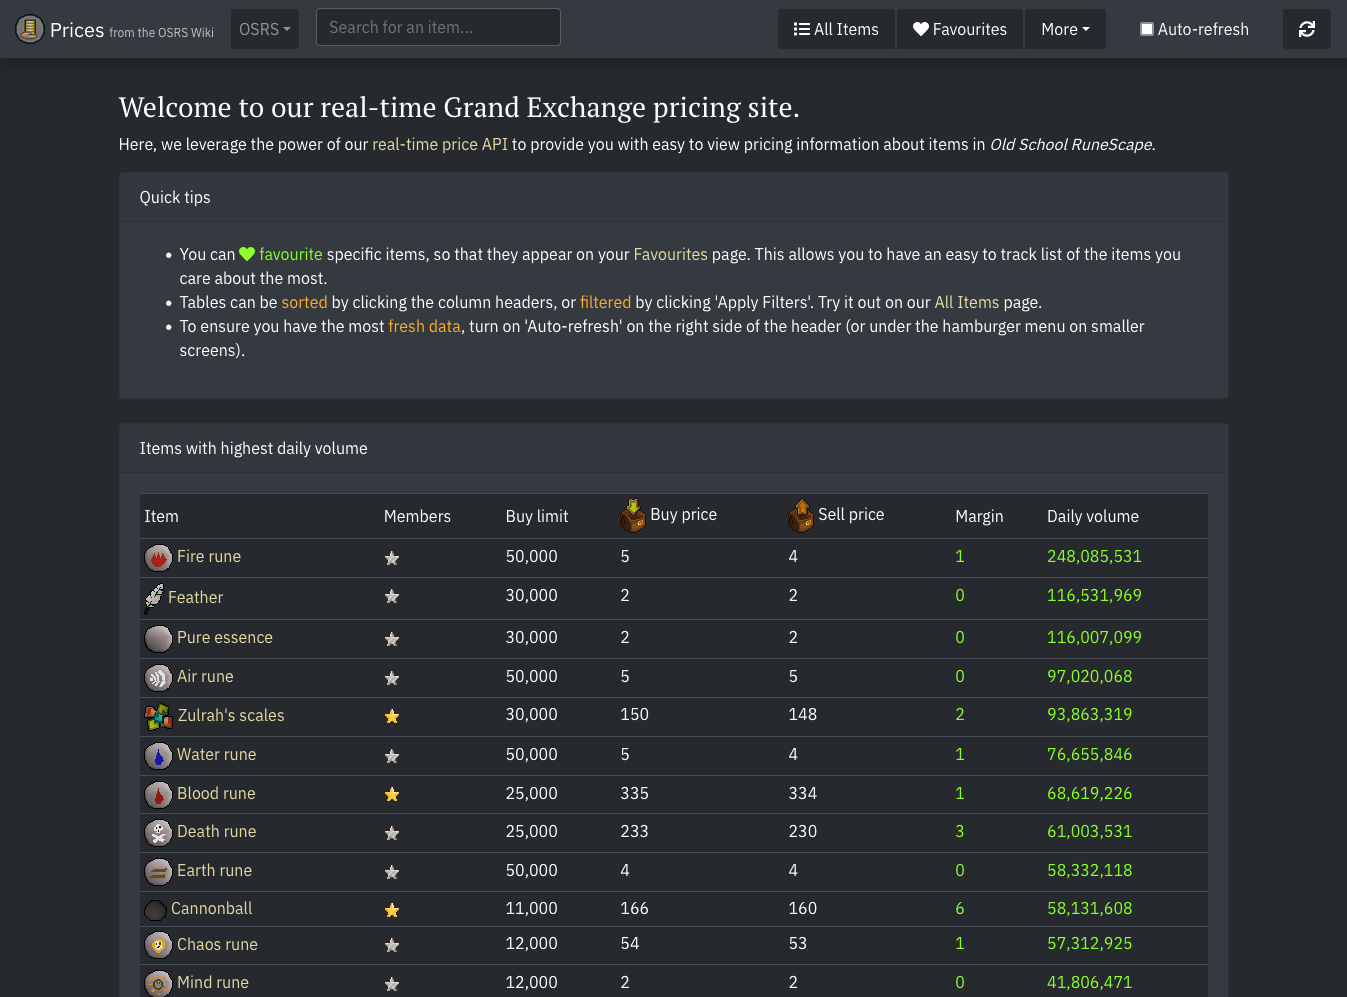 Prices from the OSRS Wiki OSRS Search for an item... All Items Favourites More Auto-refresh
Welcome to our real-time Grand Exchange pricing site.
Here, we leverage the power of our real-time price API to provide you with easy to view pricing information about items in Old School RuneScape.
Quick tips
You can favourite specific items, so that they appear on your Favourites page. This allows you to have an easy to track list of the items you
care about the most.
Tables can be sorted by clicking the column headers, or filtered by clicking 'Apply Filters'. Try it out on our All Items page.
To ensure you have the most fresh data, turn on 'Auto-refresh' on the right side of the header (or under the hamburger menu on smaller
screens).
Items with highest daily volume
Item Members Buy limit Buy price Sell price Margin Daily volume
Fire rune 50,000 5 4 1 248,085,531
Feather 30,000 2 2 0 116,531,969
Pure essence 30,000 2 2 0 116,007,099
Air rune 50,000 5 5 0 97,020,068
Zulrah's scales 30,000 150 148 2 93,863,319
Water rune 50,000 5 4 1 76,655,846
Blood rune 25,000 335 334 1 68,619,226
Death rune 25,000 233 230 3 61,003,531
Earth rune 50,000 4 4 0 58,332,118
Cannonball 11,000 166 160 6 58,131,608
Chaos rune 12,000 54 53 1 57,312,925
Mind rune 12,000 2 2 0 41,806,471